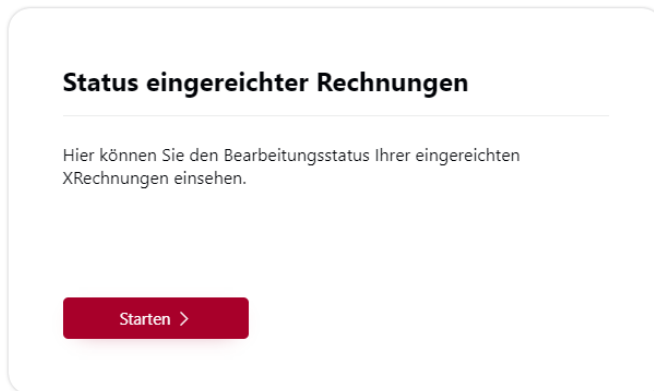 Status eingereichter Rechnungen
Hier können Sie den Bearbeitungsstatus Ihrer eingereichten
XRechnungen einsehen.
Starten